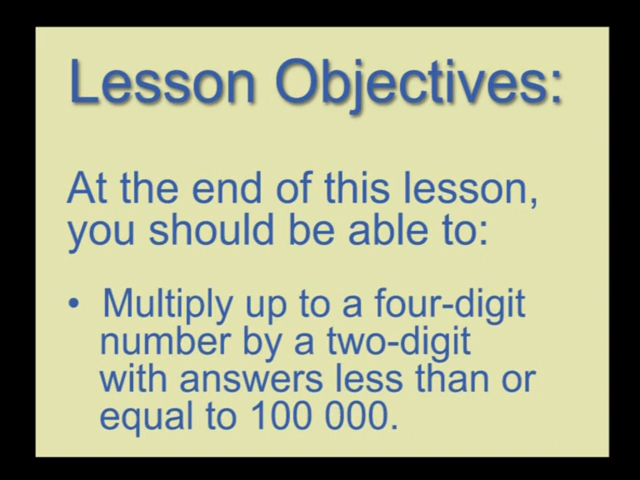 Lesson Objectives:
At the end of this lesson,
you should be able to:
• Multiply up to a four-digit
number by a two-digit
with answers less than or
equal to 100 000.